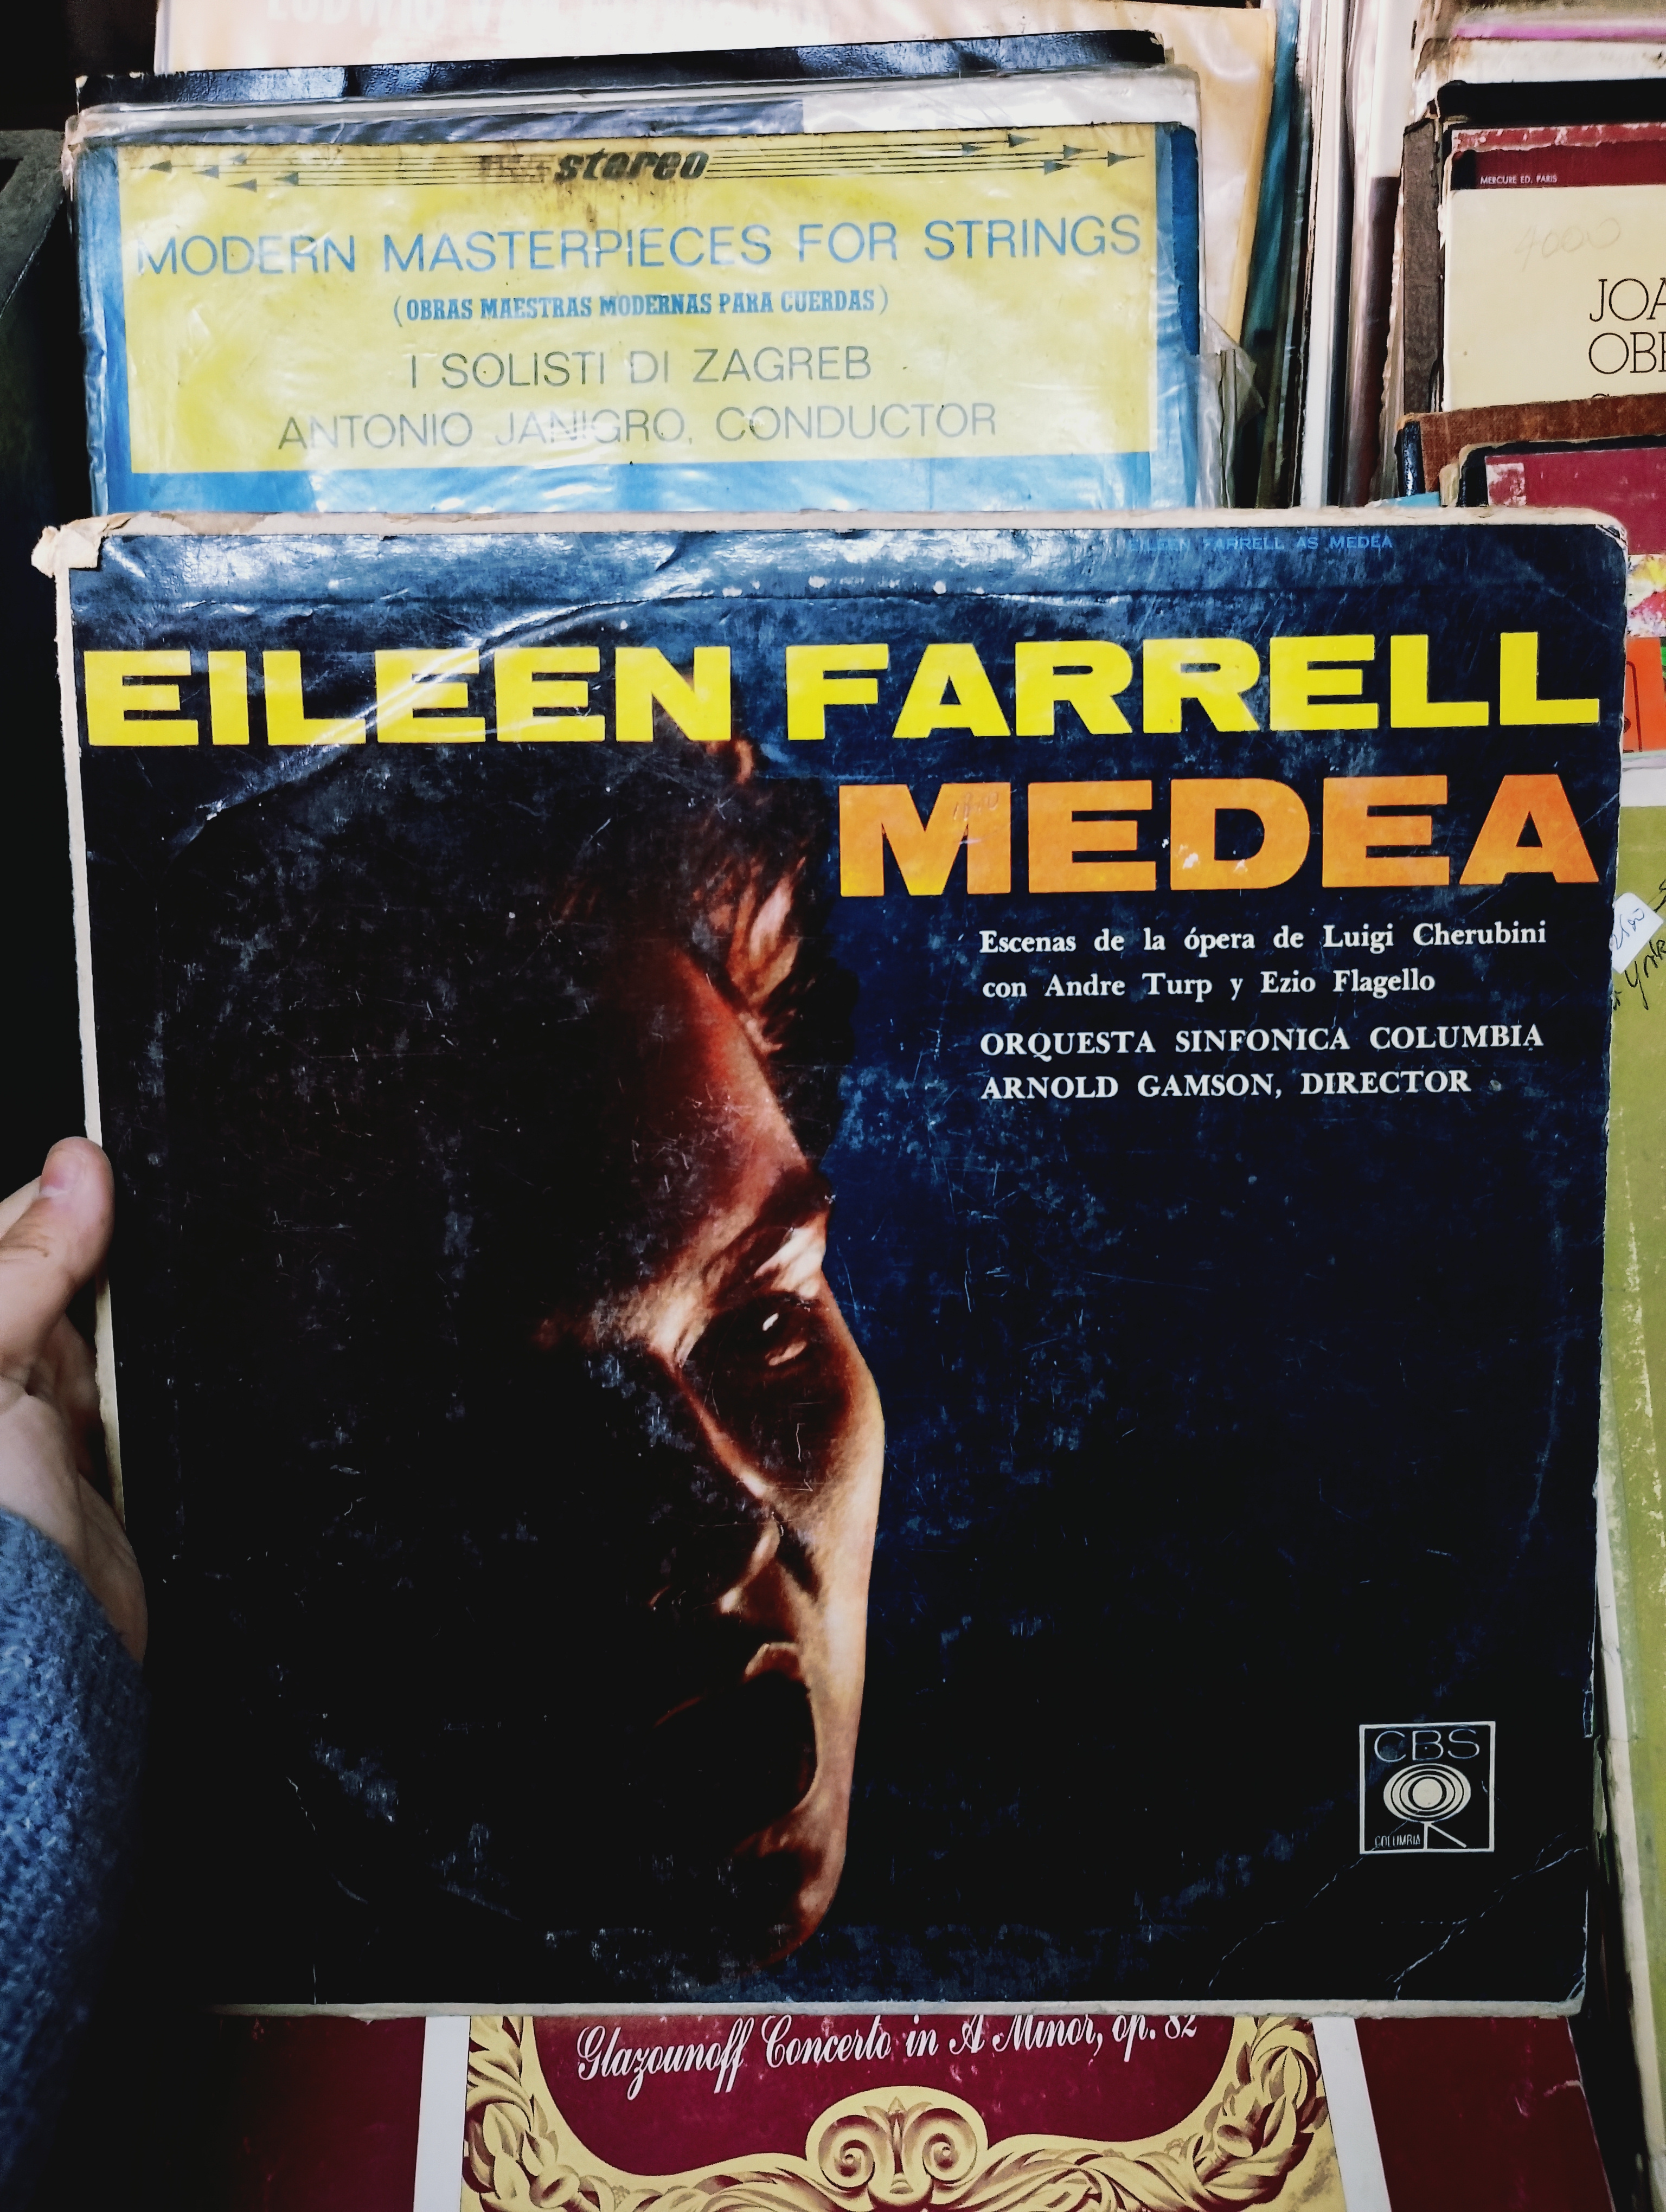 stereo
MODERN MASTERPIECES FOR STRINGS
(OBRAS MAESTRAS MODERNAS PARA CUERDAS)
I SOLISTI DI ZAGREB
ANTONIO JANIGRO, CONDUCTOR
MERCURE ED. PARIS
4000
EILEEN FARRELL AS MEDEA
EILEEN FARRELL
MEDEA
Escenas de la ópera de Luigi Cherubini
con Andre Turp y Ezio Flagello
ORQUESTA SINFONICA COLUMBIA
ARNOLD GAMSON, DIRECTOR
CBS
COLUMBIA
Glazounoff Concerto in A Minor, op. 82